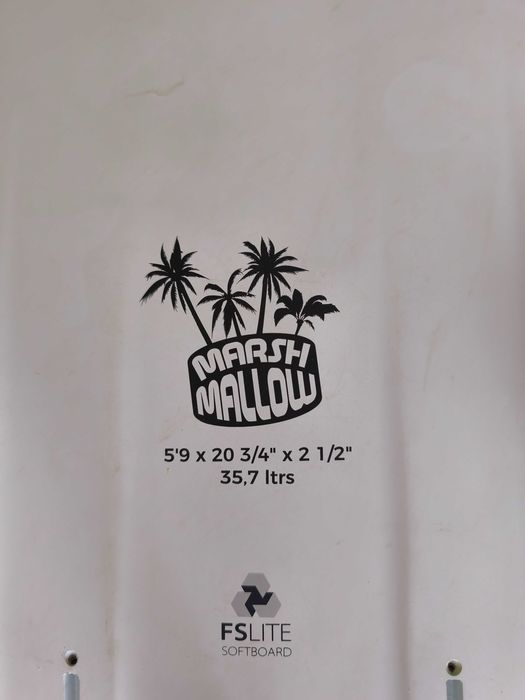 MARSH
MALLOW
5'9 x 20 3/4" x 2 1/2"
35,7 ltrs
FSLITE
SOFTBOARD